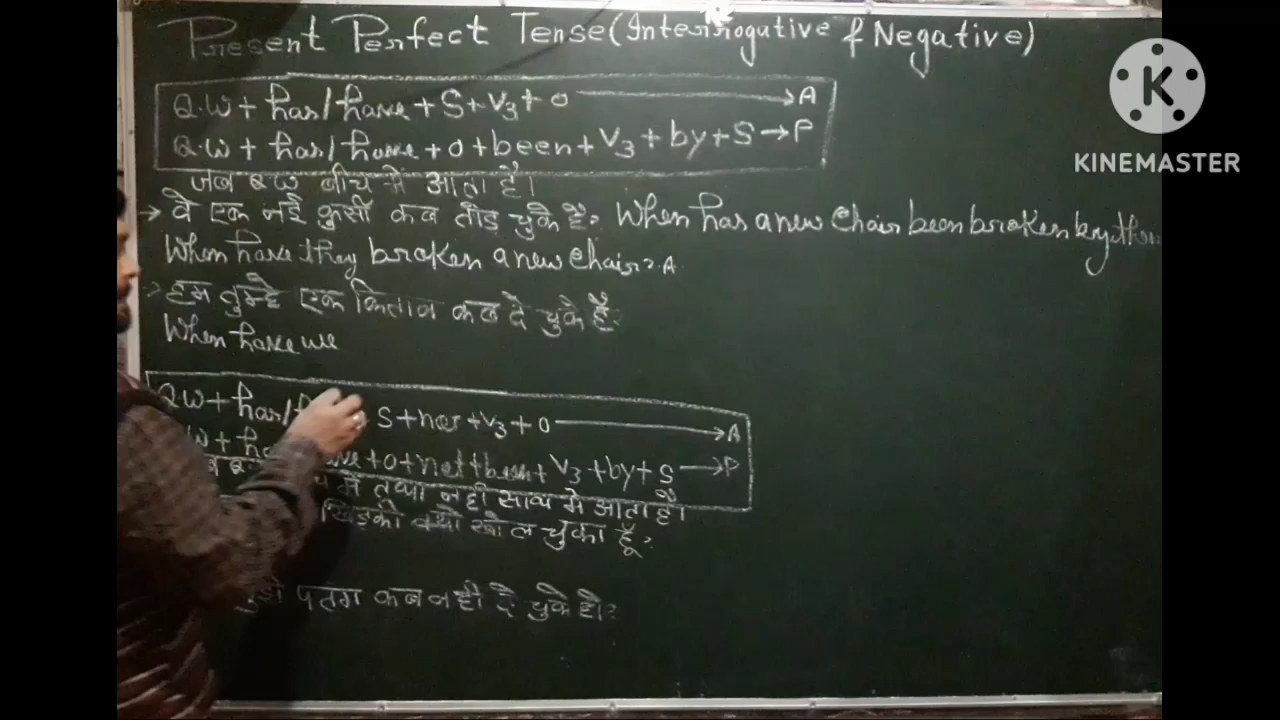 Present Perfect Tense (Interrogative & Negative)
Q.W + has/have + S + V3 + O → A
Q.W + has/have + O + been + V3 + by + S → P
जब Q.W बीच मे आता है।
→ वे एक नई कुर्सी कब तोड़ चुके है? When has a new chair been broken by
When have they broken a new chair? A
→ हम तुम्हे एक किताब कब दे चुके हैं?
When have we
Q.W + has/ S + not + V3 + O → A
W + ha ve + O + not + been + V3 + by + S → P
मे तथा नही साथ मे आता है।
खिड़की क्यो खोल चुका हूँ?
पतंग कब नही दे चुके हो?
KINEMASTER